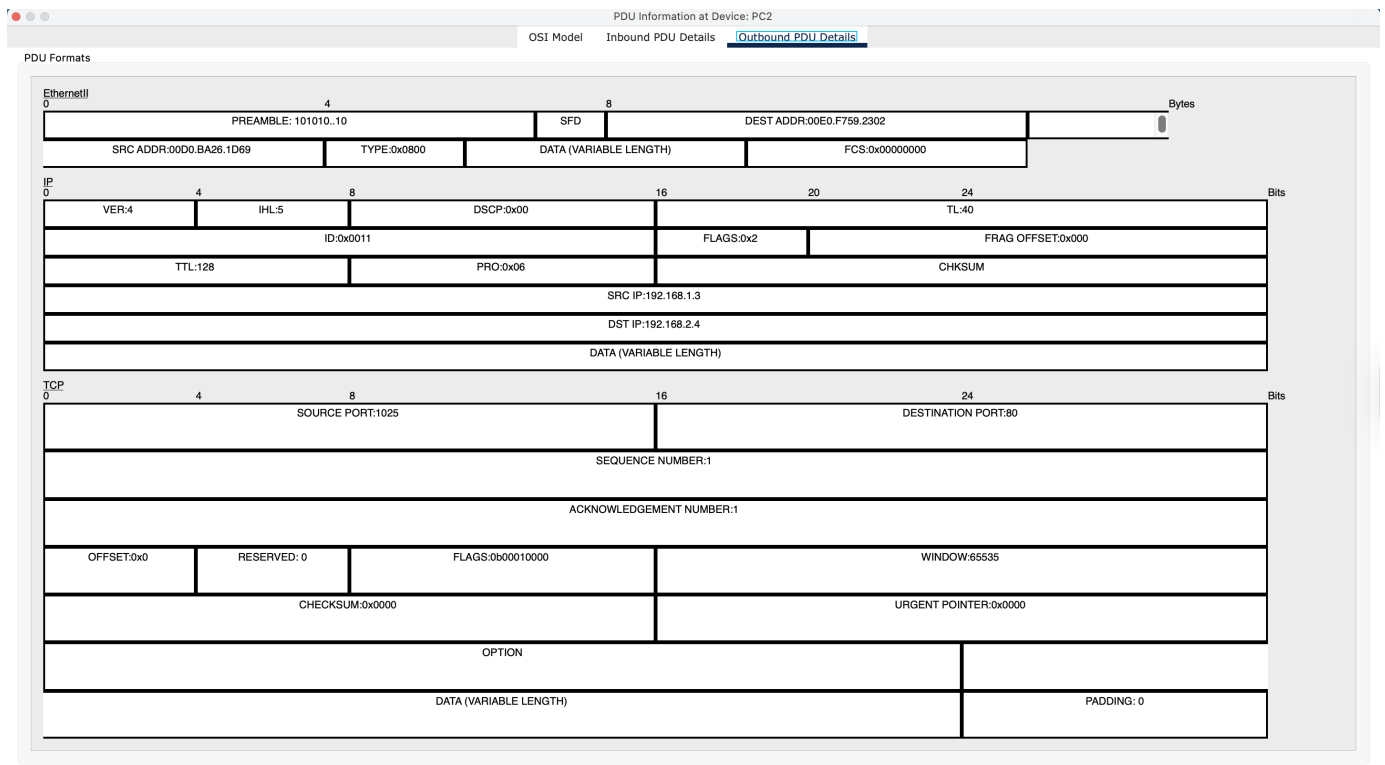 PDU Information at Device: PC2
OSI Model Inbound PDU Details Outbound PDU Details
PDU Formats
EthernetII
0 4 8 Bytes
PREAMBLE: 101010..10 SFD DEST ADDR:00E0.F759.2302
SRC ADDR:00D0.BA26.1D69 TYPE:0x0800 DATA (VARIABLE LENGTH) FCS:0x00000000
IP
0 4 8 16 20 24 Bits
VER:4 IHL:5 DSCP:0x00 TL:40
ID:0x0011 FLAGS:0x2 FRAG OFFSET:0x000
TTL:128 PRO:0x06 CHKSUM
SRC IP:192.168.1.3
DST IP:192.168.2.4
DATA (VARIABLE LENGTH)
TCP
0 4 8 16 24 Bits
SOURCE PORT:1025 DESTINATION PORT:80
SEQUENCE NUMBER:1
ACKNOWLEDGEMENT NUMBER:1
OFFSET:0x0 RESERVED: 0 FLAGS:0b00010000 WINDOW:65535
CHECKSUM:0x0000 URGENT POINTER:0x0000
OPTION
DATA (VARIABLE LENGTH) PADDING: 0